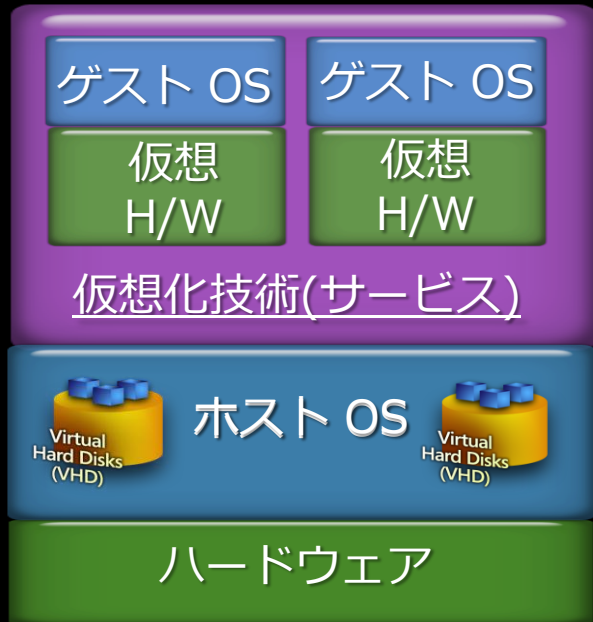 ゲスト OS
ゲスト OS
仮想
H/W
仮想
H/W
仮想化技術(サービス)
Virtual
Hard Disks
(VHD)
ホスト OS
Virtual
Hard Disks
(VHD)
ハードウェア